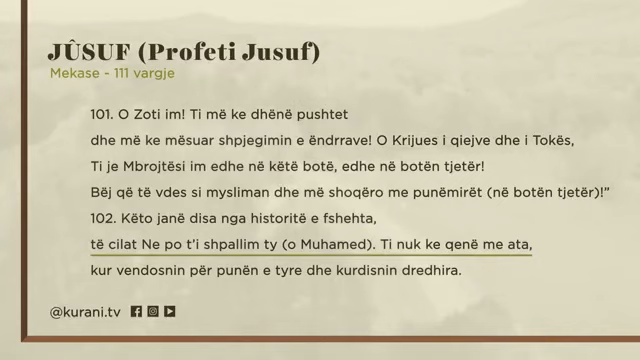 JÛSUF (Profeti Jusuf)
Mekase - 111 vargje
101. O Zoti im! Ti më ke dhënë pushtet
dhe më ke mësuar shpjegimin e ëndrrave! O Krijues i qiejve dhe i Tokës,
Ti je Mbrojtësi im edhe në këtë botë, edhe në botën tjetër!
Bëj që të vdes si mysliman dhe më shoqëro me punëmirët (në botën tjetër)!”
102. Këto janë disa nga historitë e fshehta,
të cilat Ne po t’i shpallim ty (o Muhamed). Ti nuk ke qenë me ata,
kur vendosnin për punën e tyre dhe kurdisnin dredhira.
@kurani.tv